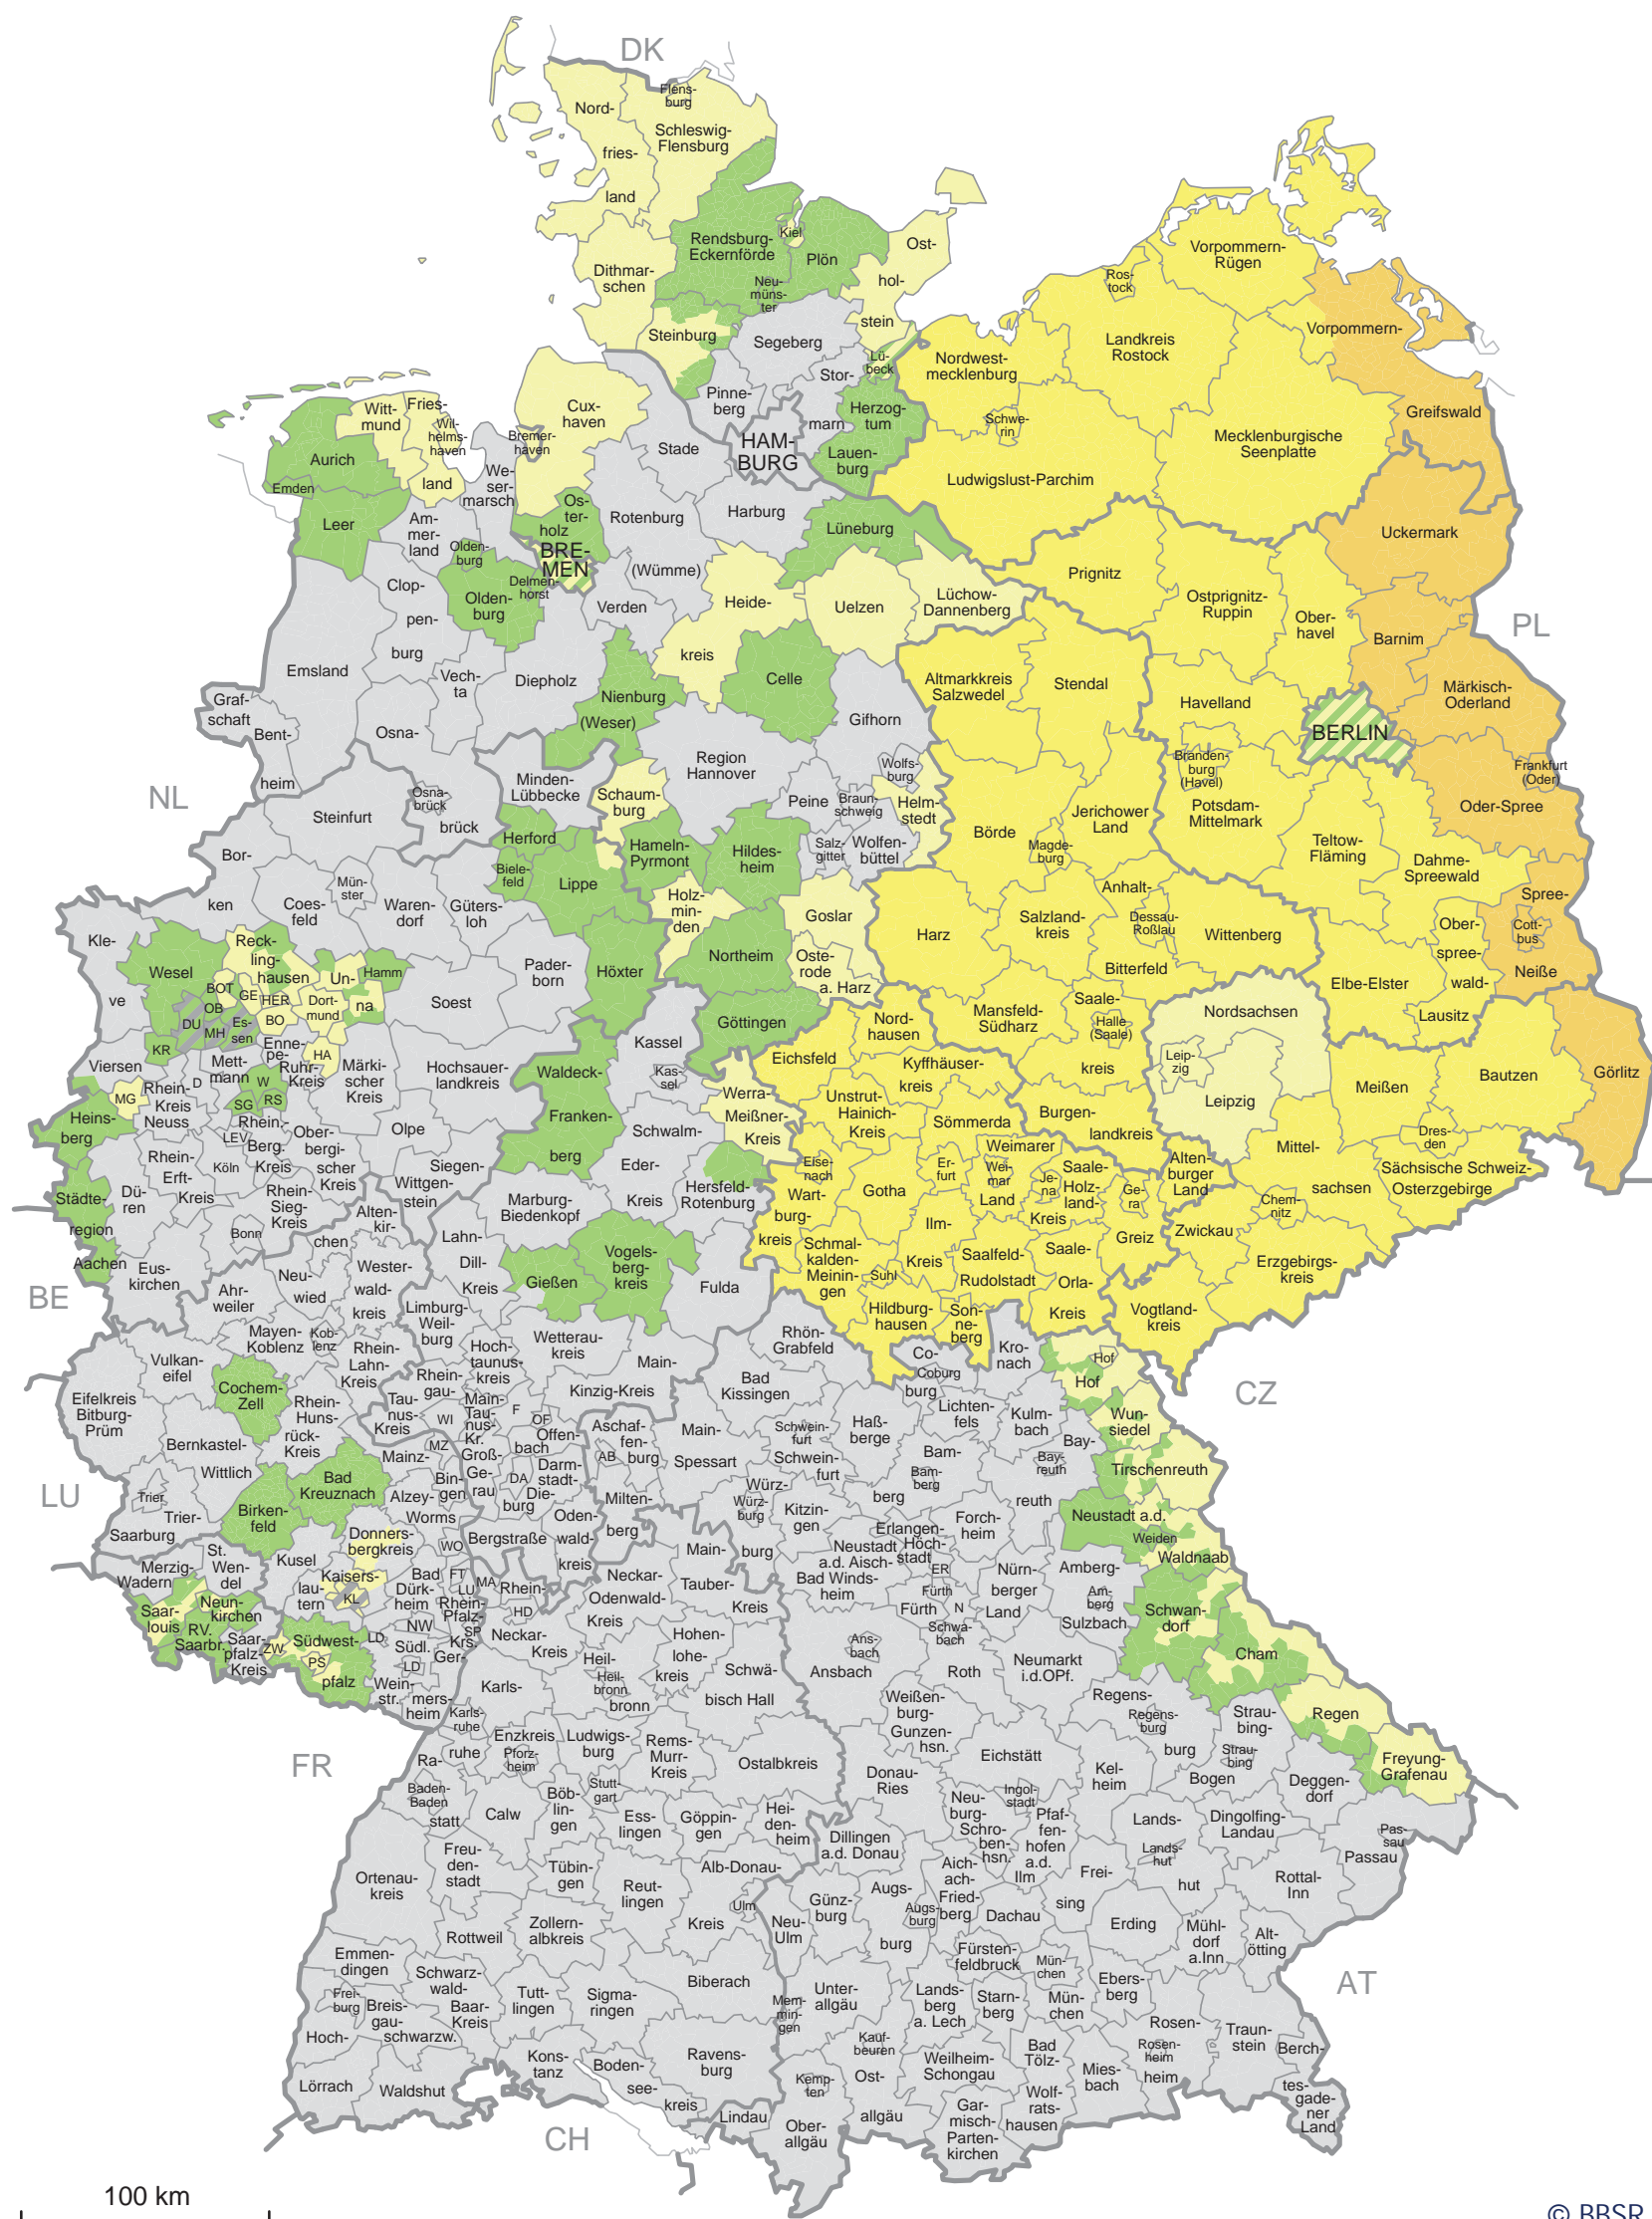 DK
Nord-
fries-
land
Flens-
burg
Schleswig-
Flensburg
Rendsburg-
Eckernförde
Kiel
Plön
Ost-
hol-
stein
Dithmar-
schen
Neu-
müns-
ter
Steinburg
Segeberg
Lü-
beck
Pinne-
berg
Stor-
marn
Herzog-
tum
Lauen-
burg
HAM-
BURG
Vorpommern-
Rügen
Ros-
tock
Landkreis
Rostock
Nordwest-
mecklenburg
Schwe-
rin
Ludwigslust-Parchim
Mecklenburgische
Seenplatte
Vorpommern-
Greifswald
Witt-
mund
Fries-
land
Wil-
helms-
haven
Aurich
Emden
Leer
Bremer-
haven
Cux-
haven
Stade
We-
ser-
marsch
Os-
ter-
holz
BRE-
MEN
Am-
mer-
land
Olden-
burg
Delmen-
horst
Olden-
burg
Rotenburg
(Wümme)
Harburg
Lüneburg
Verden
Heide-
kreis
Uelzen
Lüchow-
Dannenberg
Clop-
pen-
burg
Emsland
Vech-
ta
Diepholz
Nienburg
(Weser)
Celle
Gifhorn
Graf-
schaft
Bent-
heim
Osna-
brück
Osna-
brück
Region
Hannover
Wolfs-
burg
Peine
Braun-
schweig
Helm-
stedt
Salz-
gitter
Wolfen-
büttel
Schaum-
burg
Hameln-
Pyrmont
Hildes-
heim
Holz-
min-
den
Goslar
Northeim
Oste-
rode
a. Harz
Göttingen
Prignitz
Ostprignitz-
Ruppin
Ober-
havel
Uckermark
Barnim
PL
Märkisch-
Oderland
Havelland
BERLIN
Branden-
burg
(Havel)
Potsdam-
Mittelmark
Frankfurt
(Oder)
Oder-Spree
Teltow-
Fläming
Dahme-
Spreewald
Spree-
Neiße
Cott-
bus
Ober-
spree-
wald-
Lausitz
Elbe-Elster
Altmarkkreis
Salzwedel
Stendal
Börde
Jerichower
Land
Magde-
burg
Anhalt-
Bitterfeld
Dessau-
Roßlau
Wittenberg
Salzland-
kreis
Harz
Mansfeld-
Südharz
Saale-
kreis
Halle
(Saale)
Burgen-
landkreis
Nordsachsen
Leip-
zig
Leipzig
Meißen
Bautzen
Görlitz
Dres-
den
Mittel-
sachsen
Sächsische Schweiz-
Osterzgebirge
Chem-
nitz
Zwickau
Erzgebirgs-
kreis
Vogtland-
kreis
NL
Minden-
Lübbecke
Steinfurt
Herford
Biele-
feld
Lippe
Bor-
ken
Mün-
ster
Coes-
feld
Waren-
dorf
Güters-
loh
Kle-
ve
Wesel
Reck-
ling-
hausen
Un-
na
Hamm
BOT
GE
HER
Dort-
mund
OB
DU
MH
Es-
sen
BO
KR
Soest
Pader-
born
Höxter
Enne-
pe-
Ruhr-
Kreis
HA
Viersen
MG
Rhein-
Kreis
Neuss
D
Mett-
mann
W
SG
RS
Märki-
scher
Kreis
Hochsauer-
landkreis
Heins-
berg
Rhein.-
Berg.
Kreis
LEV
Ober-
bergi-
scher
Kreis
Olpe
Rhein-
Erft-
Kreis
Köln
Siegen-
Wittgen-
stein
Städte-
region
Aachen
Dü-
ren
Rhein-
Sieg-
Kreis
Bonn
Eus-
kirchen
BE
Kassel
Kas-
sel
Waldeck-
Franken-
berg
Werra-
Meißner-
Kreis
Schwalm-
Eder-
Kreis
Hersfeld-
Rotenburg
Marburg-
Biedenkopf
Lahn-
Dill-
Kreis
Gießen
Vogels-
berg-
kreis
Fulda
Limburg-
Weil-
burg
Hoch-
taunus-
kreis
Wetterau-
kreis
Main-
Kinzig-Kreis
Rhein-
gau-
Tau-
nus-
Kreis
Main-
Tau-
nus-
Kr.
F
OF
WI
Offen-
bach
Groß-
Ge-
rau
DA
Darm-
stadt-
Die-
burg
Bergstraße
Oden-
wald-
kreis
Nord-
hausen
Eichsfeld
Kyffhäuser-
kreis
Unstrut-
Hainich-
Kreis
Sömmerda
Weimarer
Land
Wei-
mar
Er-
furt
Eise-
nach
Wart-
burg-
kreis
Gotha
Ilm-
Kreis
Je-
na
Saale-
Holz-
land-
Kreis
Ge-
ra
Alten-
burger
Land
Greiz
Schmal-
kalden-
Meinin-
gen
Suhl
Saalfeld-
Rudolstadt
Saale-
Orla-
Kreis
Hildburg-
hausen
Son-
ne-
berg
Alten-
kir-
chen
Neu-
wied
Wester-
wald-
kreis
Ahr-
weiler
Mayen-
Koblenz
Kob-
lenz
Rhein-
Lahn-
Kreis
Vulkan-
eifel
Cochem-
Zell
Eifelkreis
Bitburg-
Prüm
Rhein-
Huns-
rück-
Kreis
Bernkastel-
Wittlich
LU
Trier
Trier-
Saarburg
Birken-
feld
Bad
Kreuznach
Mainz-
Bin-
gen
MZ
Alzey-
Worms
WO
Donners-
bergkreis
Kusel
Kaisers-
lau-
tern
KL
Bad
Dürk-
heim
FT
LU
Rhein-
Pfalz-
Krs.
SP
NW
Merzig-
Wadern
St.
Wen-
del
Saar-
louis
Neun-
kirchen
RV.
Saarbr.
Saar-
pfalz-
Kreis
ZW
Südwest-
pfalz
PS
LD
Südl.
Wein-
str.
LD
Ger-
mers-
heim
FR
MA
Rhein-
Neckar-
Kreis
HD
Neckar-
Odenwald-
Kreis
Main-
Tauber-
Kreis
Karls-
ruhe
Karls-
ruhe
Heil-
bronn
Heil-
bronn
Hohen-
lohe-
kreis
Schwä-
bisch Hall
Enzkreis
Pforz-
heim
Ludwigs-
burg
Rems-
Murr-
Kreis
Ostalbkreis
Ra-
statt
Baden-
Baden
Calw
Böb-
lin-
gen
Stutt-
gart
Ess-
lingen
Göppin-
gen
Hei-
den-
heim
Freu-
den-
stadt
Tübin-
gen
Reut-
lingen
Alb-Donau-
Kreis
Ulm
Ortenau-
kreis
Rottweil
Zollern-
albkreis
Emmen-
dingen
Schwarz-
wald-
Baar-
Kreis
Tutt-
lingen
Sigma-
ringen
Biberach
Frei-
burg
Breis-
gau-
Hoch-
schwarzw.
Lörrach
Waldshut
Kons-
tanz
Boden-
see-
kreis
Ravens-
burg
CH
Rhön-
Grabfeld
Bad
Kissingen
Co-
burg
Coburg
Kro-
nach
Hof
Hof
CZ
Wun-
siedel
Lichten-
fels
Kulm-
bach
Haß-
berge
Schwein-
furt
Schwein-
furt
Main-
Spessart
Aschaf-
fen-
burg
AB
Milten-
berg
Würz-
burg
Würz-
burg
Kitzin-
gen
Bam-
berg
Bam-
berg
Bay-
reuth
Bay-
reuth
Tirschenreuth
Neustadt a.d.
Waldnaab
Weiden
Forch-
heim
Erlangen-
Höch-
stadt
ER
Neustadt
a.d. Aisch-
Bad Winds-
heim
Fürth
Fürth
N
Nürn-
berger
Land
Schwa-
bach
Amberg-
Sulzbach
Am-
berg
Schwan-
dorf
Cham
Ans-
bach
Ansbach
Roth
Neumarkt
i.d.OPf.
Weißen-
burg-
Gunzen-
hsn.
Eichstätt
Regens-
burg
Regens-
burg
Strau-
bing-
Bogen
Strau-
bing
Regen
Freyung-
Grafenau
Deggen-
dorf
Donau-
Ries
Ingol-
stadt
Neu-
burg-
Schro-
ben-
hsn.
Pfaf-
fen-
hofen
a.d.
Ilm
Kel-
heim
Lands-
hut
Lands-
hut
Dingolfing-
Landau
Pas-
sau
Passau
Rottal-
Inn
Dillingen
a.d. Donau
Günz-
burg
Augs-
burg
Augs-
burg
Aich-
ach-
Fried-
berg
Dachau
Frei-
sing
Erding
Mühl-
dorf
a.Inn
Alt-
ötting
Neu-
Ulm
Fürsten-
feldbruck
Mün-
chen
Mün-
chen
Ebers-
berg
AT
Unter-
allgäu
Mem-
min-
gen
Lands-
berg
a. Lech
Starn-
berg
Kauf-
beuren
Ost-
allgäu
Kemp-
ten
Weilheim-
Schongau
Bad
Tölz-
Wolf-
rats-
hausen
Mies-
bach
Rosen-
heim
Rosen-
heim
Traun-
stein
Berch-
tes-
gade-
ner
Land
Lindau
Ober-
allgäu
Gar-
misch-
Parten-
kirchen
100 km
© BBSR